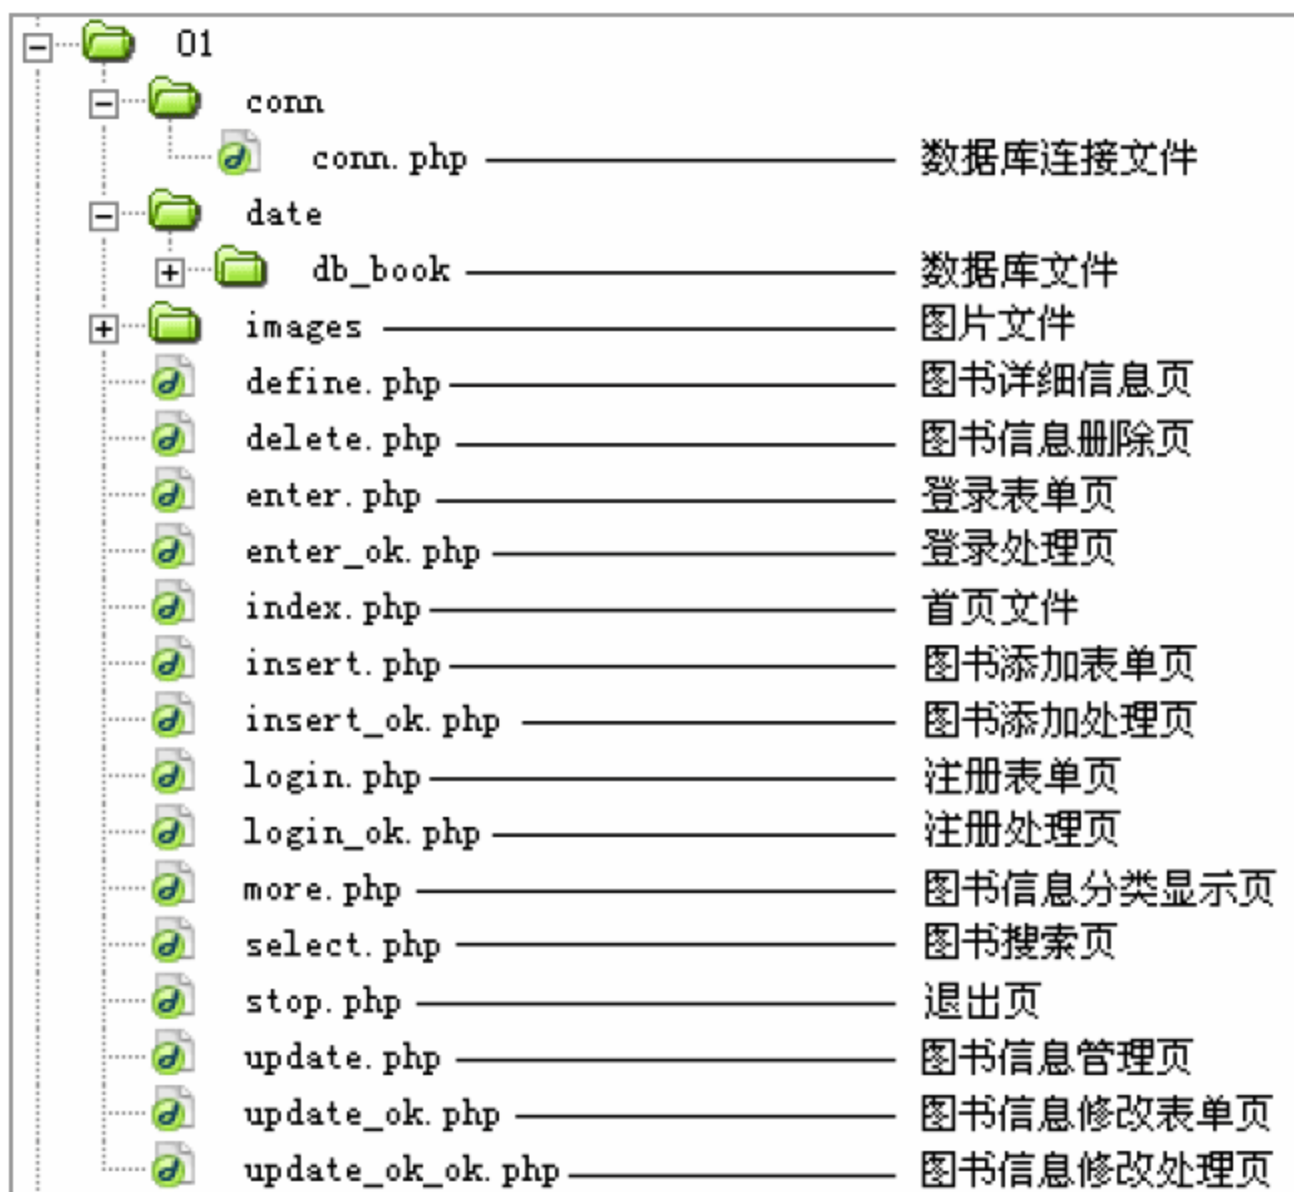 01
conn
conn.php 数据库连接文件
date
db_book 数据库文件
images 图片文件
define.php 图书详细信息页
delete.php 图书信息删除页
enter.php 登录表单页
enter_ok.php 登录处理页
index.php 首页文件
insert.php 图书添加表单页
insert_ok.php 图书添加处理页
login.php 注册表单页
login_ok.php 注册处理页
more.php 图书信息分类显示页
select.php 图书搜索页
stop.php 退出页
update.php 图书信息管理页
update_ok.php 图书信息修改表单页
update_ok_ok.php 图书信息修改处理页